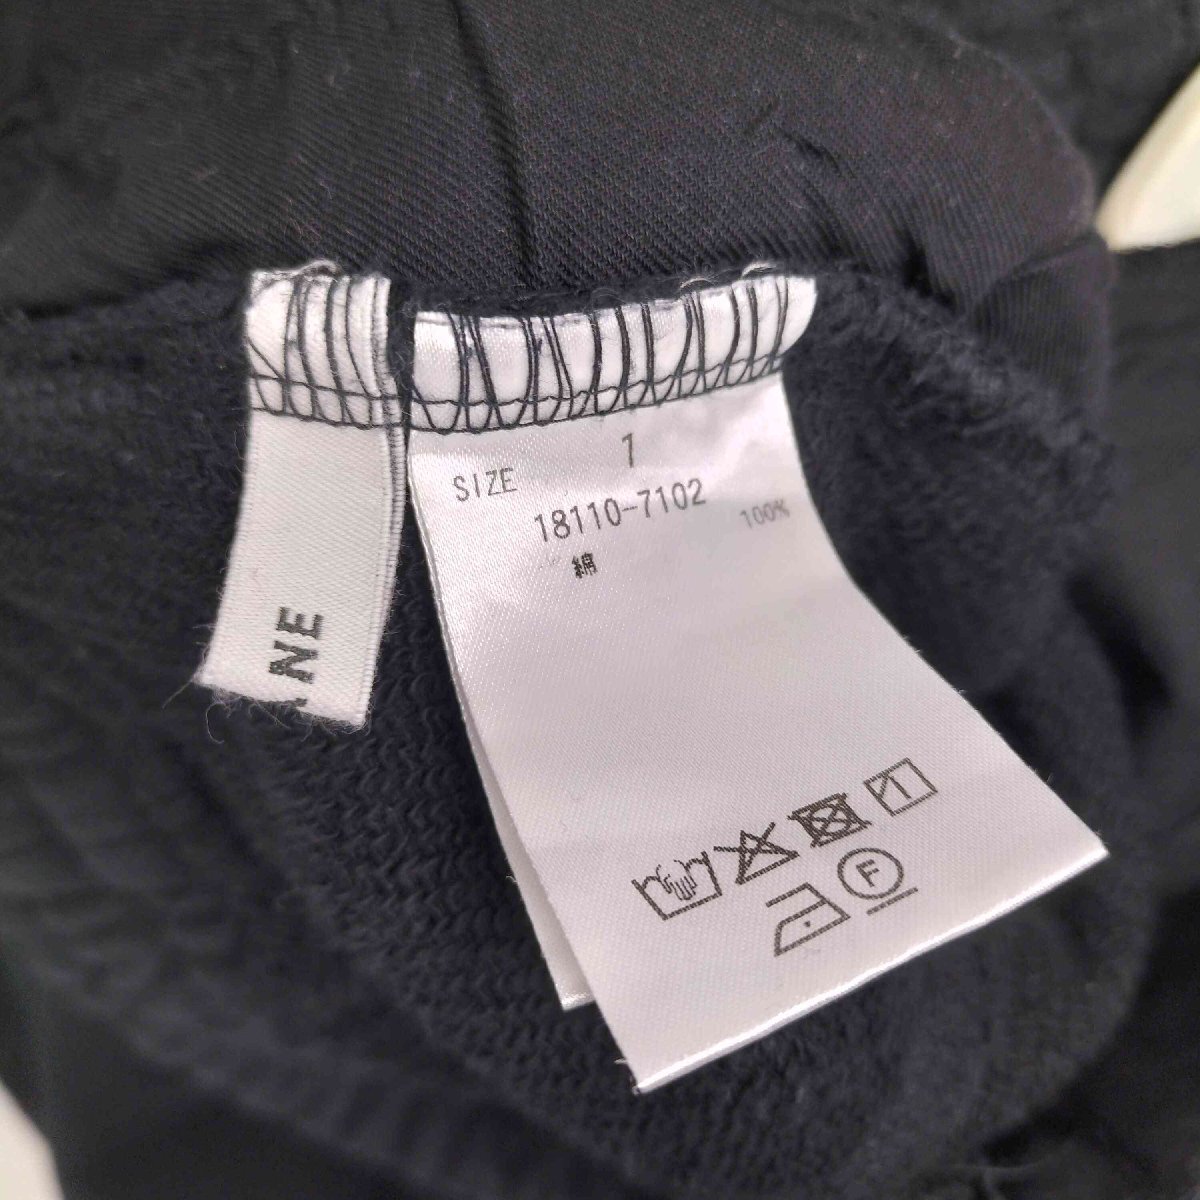 SIZE 1
18110-7102
綿 100%
NE
F